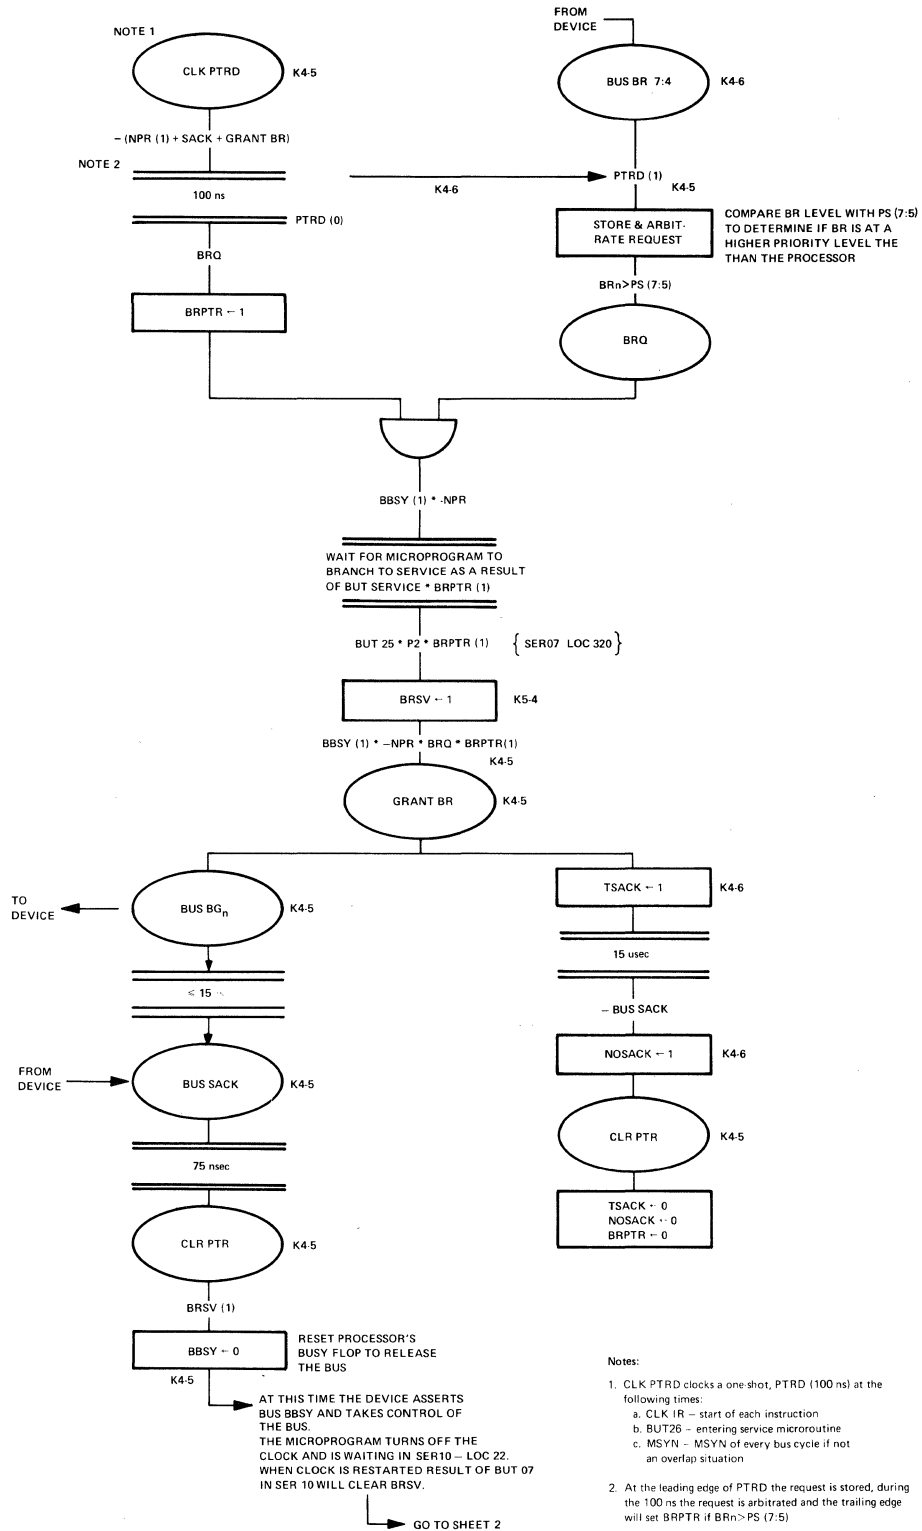 NOTE 1
CLK PTRD
K4-5
– (NPR (1) + SACK + GRANT BR)
NOTE 2
100 ns
PTRD (0)
BRQ
BRPTR ← 1
FROM
DEVICE
BUS BR 7:4
K4-6
K4-6
PTRD (1)
K4-5
STORE & ARBIT-
RATE REQUEST
COMPARE BR LEVEL WITH PS (7:5)
TO DETERMINE IF BR IS AT A
HIGHER PRIORITY LEVEL THE
THAN THE PROCESSOR
BRn>PS (7:5)
BRQ
BBSY (1) * -NPR
WAIT FOR MICROPROGRAM TO
BRANCH TO SERVICE AS A RESULT
OF BUT SERVICE * BRPTR (1)
BUT 25 * P2 * BRPTR (1)
{ SER07 LOC 320 }
BRSV ← 1
K5-4
BBSY (1) * –NPR * BRQ * BRPTR(1)
K4-5
GRANT BR
K4-5
TO
DEVICE
BUS BGn
K4-5
≤ 15
FROM
DEVICE
BUS SACK
K4-5
75 nsec
CLR PTR
K4-5
BRSV (1)
BBSY ← 0
K4-5
RESET PROCESSOR'S
BUSY FLOP TO RELEASE
THE BUS
AT THIS TIME THE DEVICE ASSERTS
BUS BBSY AND TAKES CONTROL OF
THE BUS.
THE MICROPROGRAM TURNS OFF THE
CLOCK AND IS WAITING IN SER10 – LOC 22.
WHEN CLOCK IS RESTARTED RESULT OF BUT 07
IN SER 10 WILL CLEAR BRSV.
GO TO SHEET 2
TSACK ← 1
K4-6
15 usec
– BUS SACK
NOSACK ← 1
K4-6
CLR PTR
K4-5
TSACK ← 0
NOSACK ← 0
BRPTR ← 0
Notes:
1. CLK PTRD clocks a one-shot, PTRD (100 ns) at the
following times:
a. CLK IR – start of each instruction
b. BUT26 – entering service microroutine
c. MSYN – MSYN of every bus cycle if not
an overlap situation
2. At the leading edge of PTRD the request is stored, during
the 100 ns the request is arbitrated and the trailing edge
will set BRPTR if BRn>PS (7:5)